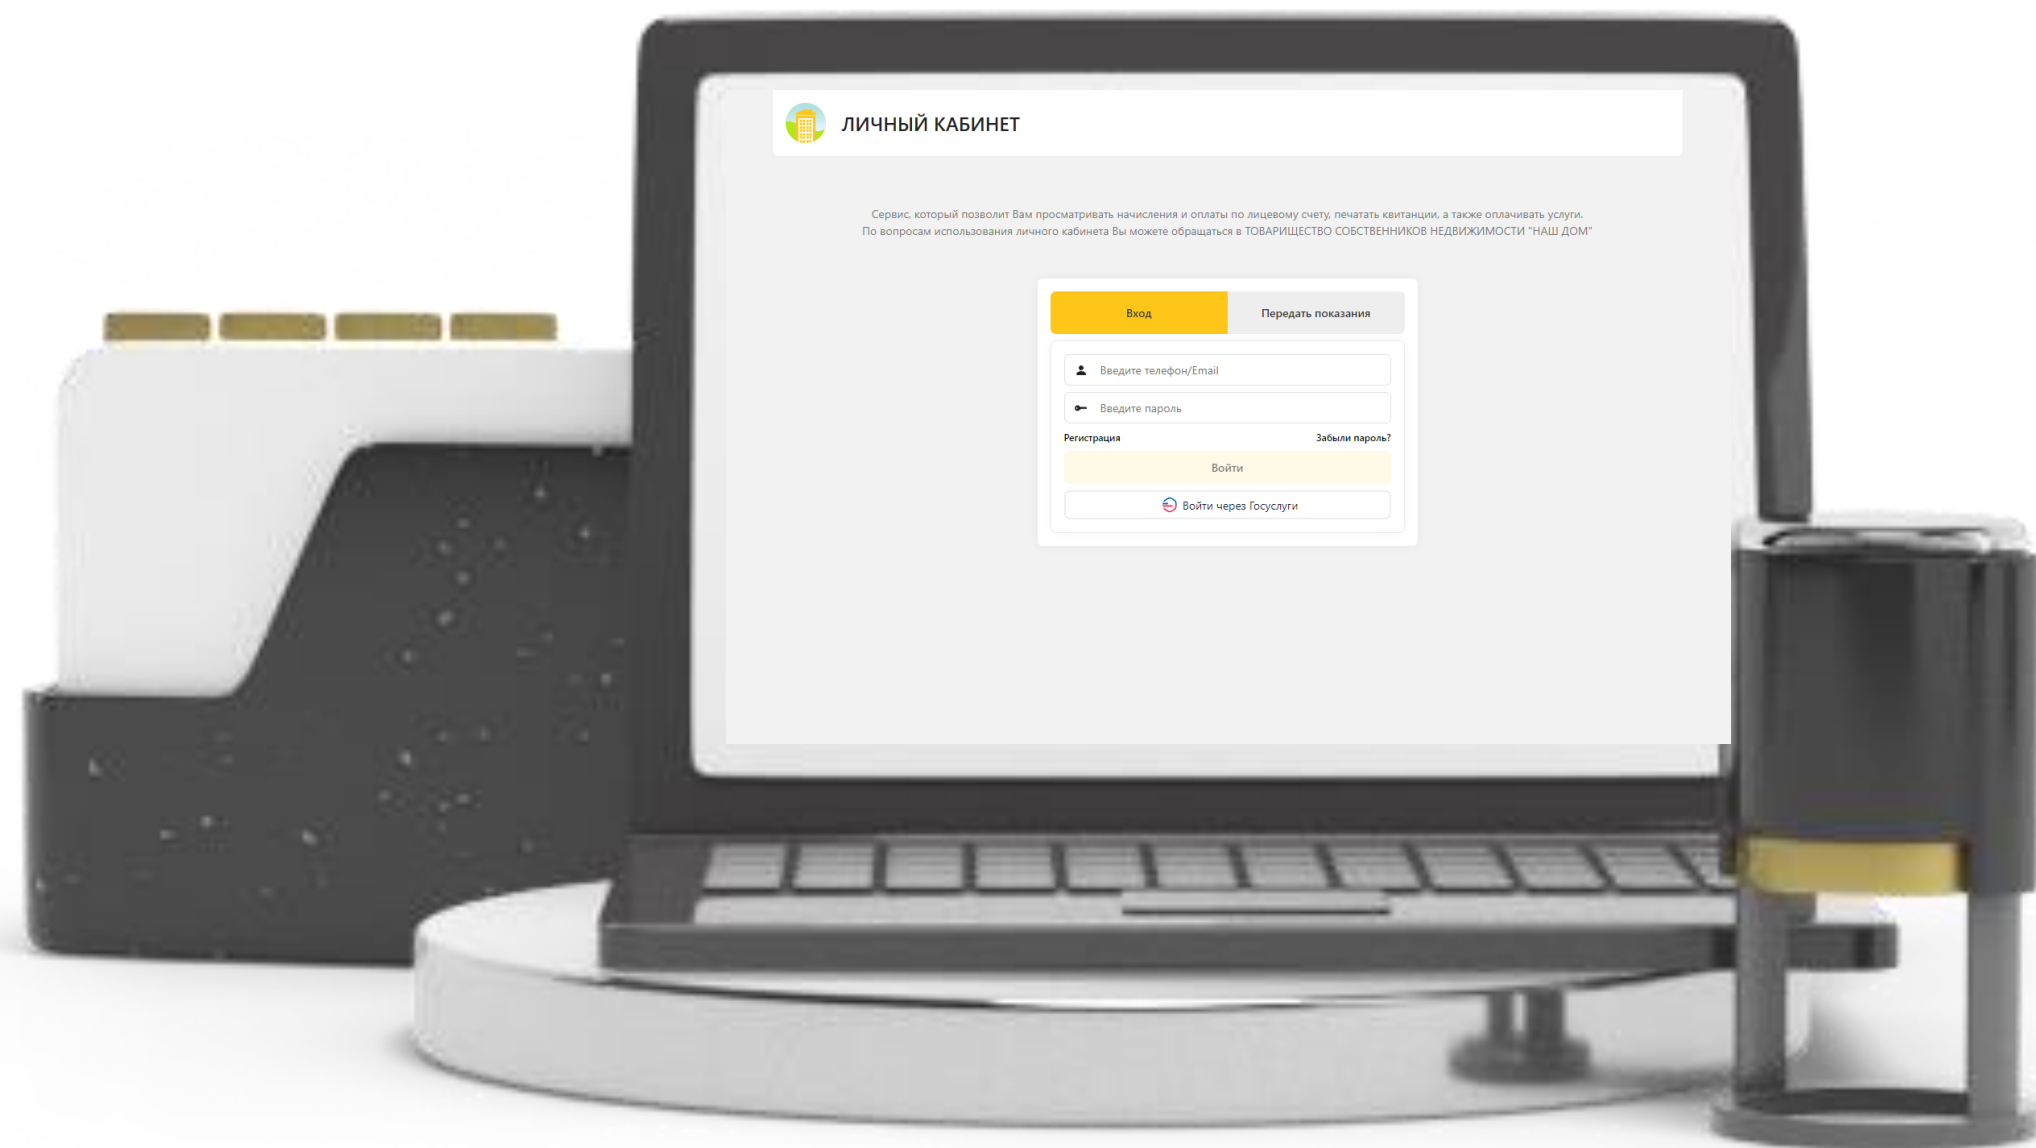 ЛИЧНЫЙ КАБИНЕТ
Сервис, который позволит Вам просматривать начисления и оплаты по лицевому счету, печатать квитанции, а также оплачивать услуги.
По вопросам использования личного кабинета Вы можете обращаться в ТОВАРИЩЕСТВО СОБСТВЕННИКОВ НЕДВИЖИМОСТИ "НАШ ДОМ"
Вход
Передать показания
Введите телефон/Email
Введите пароль
Регистрация
Забыли пароль?
Войти
Войти через Госуслуги